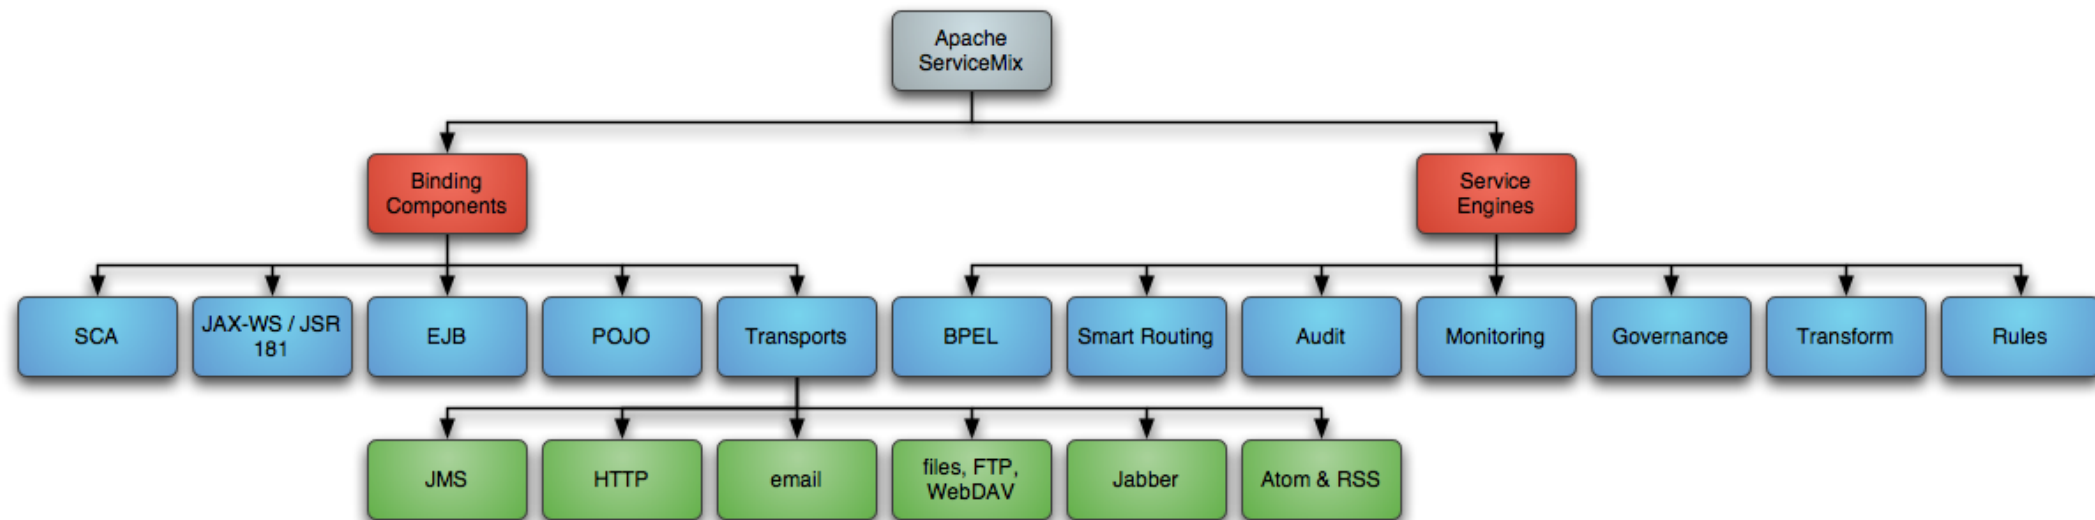 Apache
ServiceMix
Binding
Components
Service
Engines
SCA
JAX-WS / JSR
181
EJB
POJO
Transports
BPEL
Smart Routing
Audit
Monitoring
Governance
Transform
Rules
JMS
HTTP
email
files, FTP,
WebDAV
Jabber
Atom & RSS